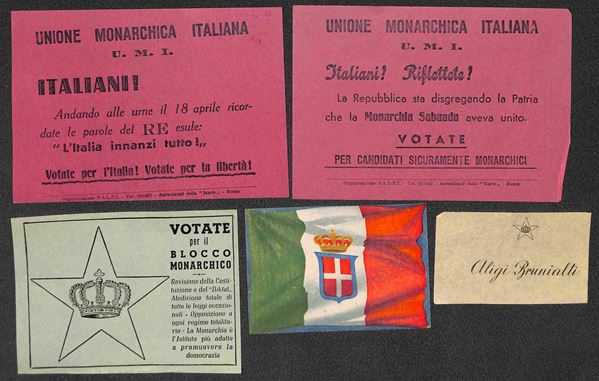 UNIONE MONARCHICA ITALIANA
U. M. I.
ITALIANI!
Andando alle urne il 18 aprile ricor-
date le parole del RE esule:
"L'Italia innanzi tutto!„
Votate per l'Italia! Votate per la libertà!
UNIONE MONARCHICA ITALIANA
U. M. I.
Italiani! Riflettete!
La Repubblica sta disgregando la Patria
che la Monarchia Sabauda aveva unito.
VOTATE
PER CANDIDATI SICURAMENTE MONARCHICI
VOTATE
per il
BLOCCO
MONARCHICO
Revisione della Costi-
tuzione e del "Diktat„
Abolizione totale di
tutte le leggi eccezio-
nali - Opposizione a
ogni regime totalita-
rio - La Monarchia è
l'Istituto più adatto
a promuovere la
democrazia
Aligi Brunialti